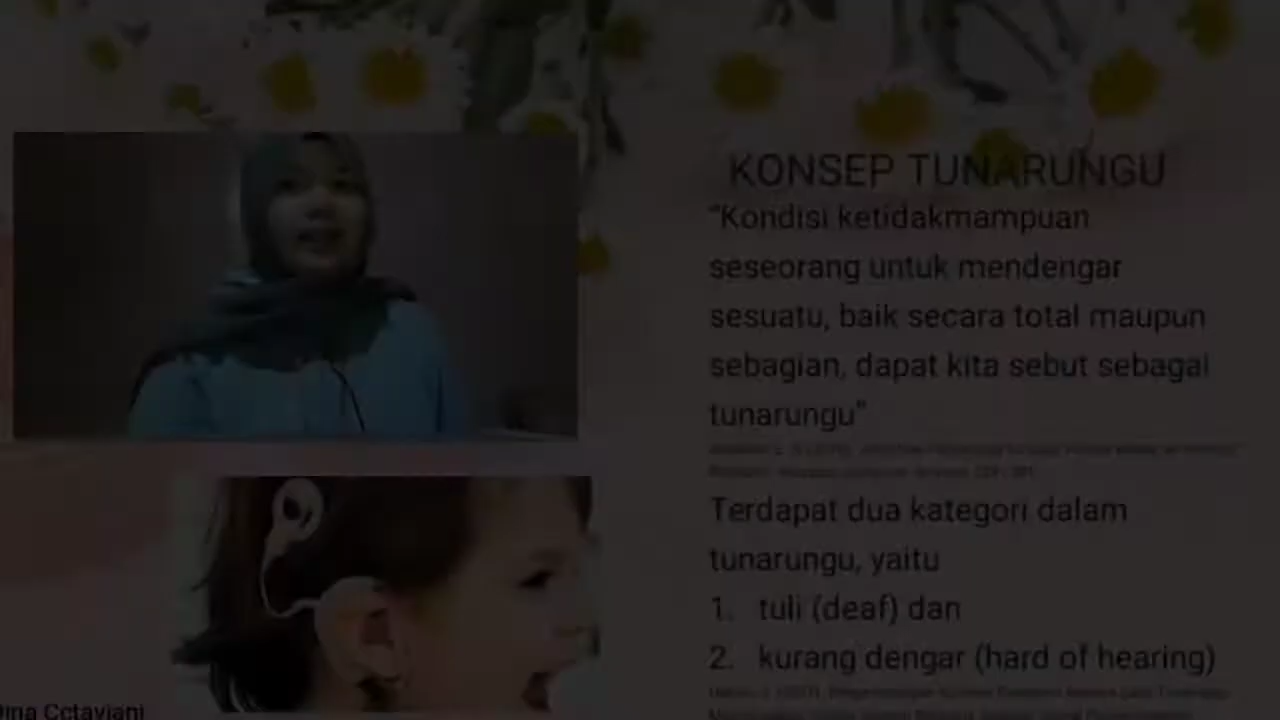 KONSEP TUNARUNGU
"Kondisi ketidakmampuan
seseorang untuk mendengar
sesuatu, baik secara total maupun
sebagian, dapat kita sebut sebagai
tunarungu"
Terdapat dua kategori dalam
tunarungu, yaitu
1. tuli (deaf) dan
2. kurang dengar (hard of hearing)